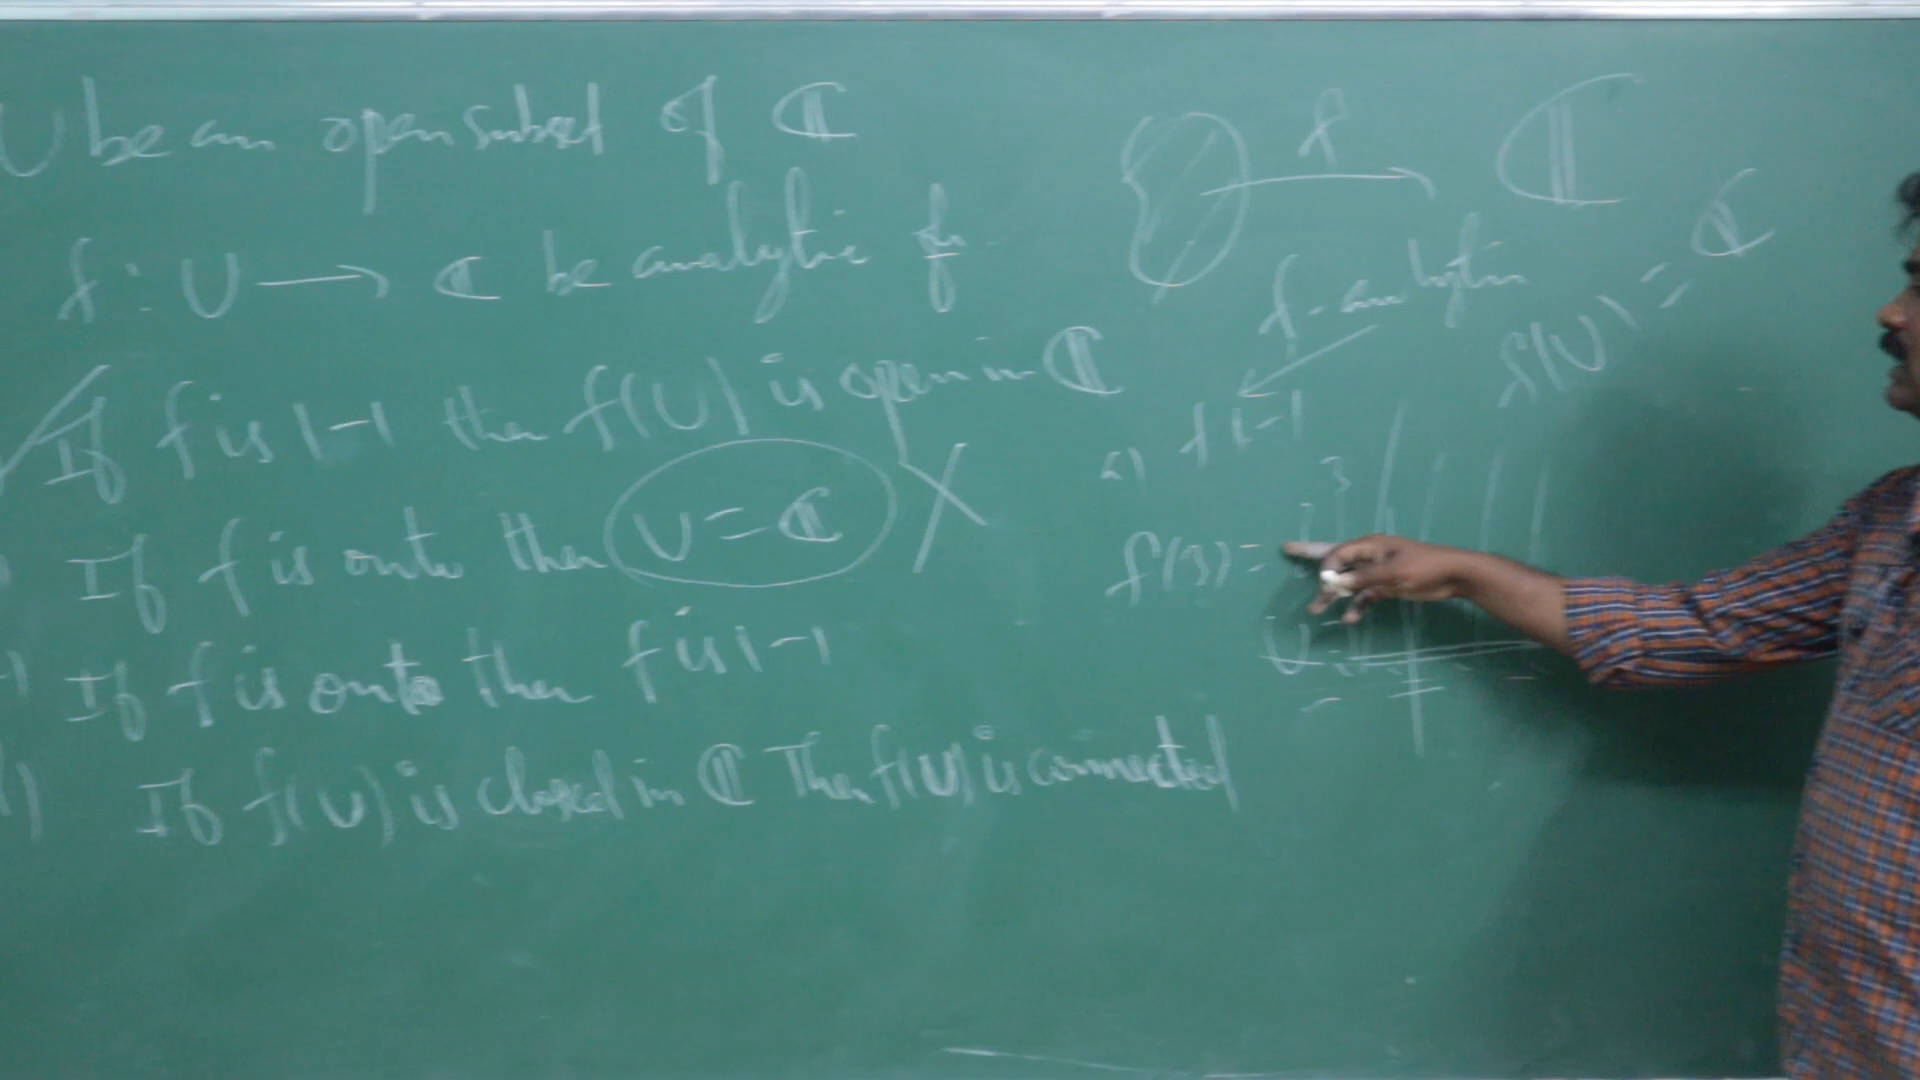 U be an open subset of ℂ
f : U → ℂ be analytic fn
If f is 1-1 then f(U) is open in ℂ
If f is onto then U = ℂ X
If f is onto then f is 1-1
If f(U) is closed in ℂ Then f(U) is connected
f
ℂ
f - analytic
f(U) = ℂ
a) f 1-1
f(z) =